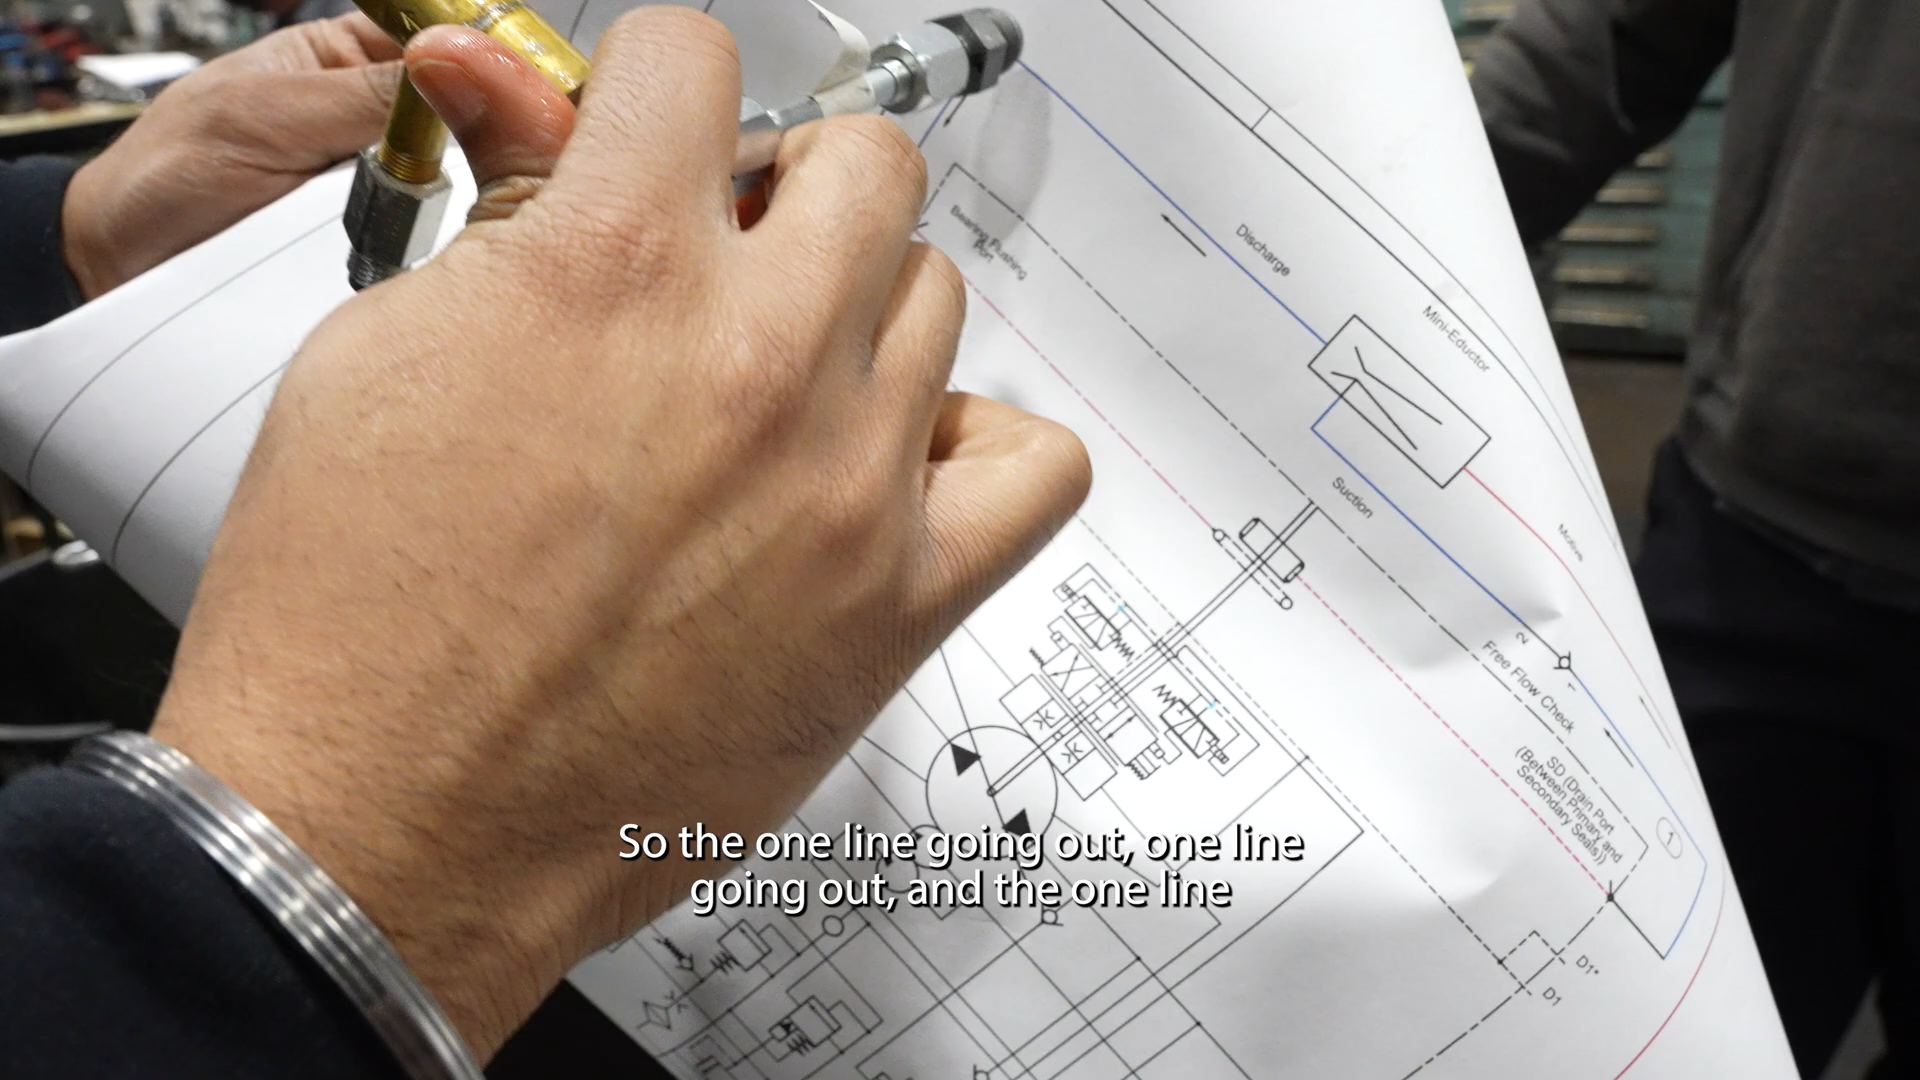 Bearing Flushing
Port
Discharge
Mini-Eductor
Suction
Motive
2
1
Free Flow Check
SD (Drain Port
(Between Primary and
Secondary Seals))
1
D1*
D1
So the one line going out, one line
going out, and the one line